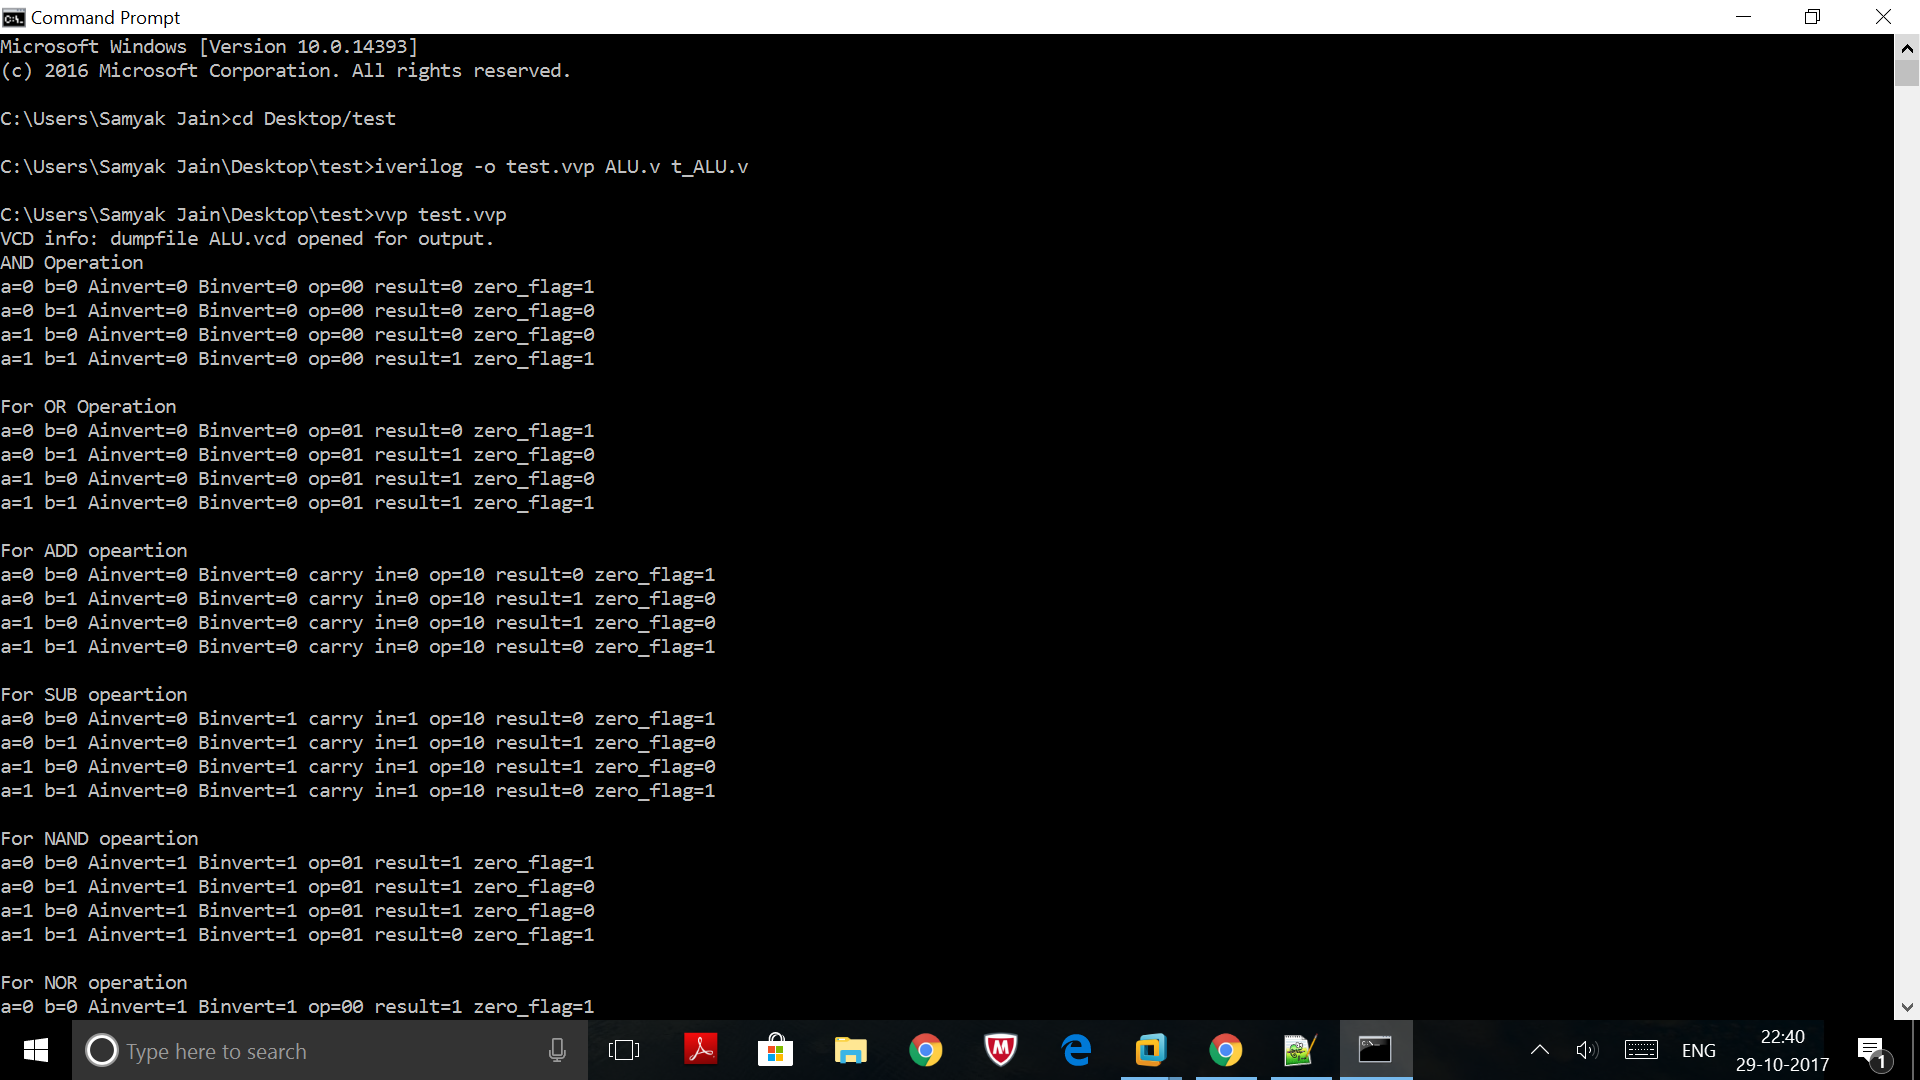 Command Prompt
Microsoft Windows [Version 10.0.14393]
(c) 2016 Microsoft Corporation. All rights reserved.
C:\Users\Samyak Jain>cd Desktop/test
C:\Users\Samyak Jain\Desktop\test>iverilog -o test.vvp ALU.v t_ALU.v
C:\Users\Samyak Jain\Desktop\test>vvp test.vvp
VCD info: dumpfile ALU.vcd opened for output.
AND Operation
a=0 b=0 Ainvert=0 Binvert=0 op=00 result=0 zero_flag=1
a=0 b=1 Ainvert=0 Binvert=0 op=00 result=0 zero_flag=0
a=1 b=0 Ainvert=0 Binvert=0 op=00 result=0 zero_flag=0
a=1 b=1 Ainvert=0 Binvert=0 op=00 result=1 zero_flag=1
For OR Operation
a=0 b=0 Ainvert=0 Binvert=0 op=01 result=0 zero_flag=1
a=0 b=1 Ainvert=0 Binvert=0 op=01 result=1 zero_flag=0
a=1 b=0 Ainvert=0 Binvert=0 op=01 result=1 zero_flag=0
a=1 b=1 Ainvert=0 Binvert=0 op=01 result=1 zero_flag=1
For ADD opeartion
a=0 b=0 Ainvert=0 Binvert=0 carry in=0 op=10 result=0 zero_flag=1
a=0 b=1 Ainvert=0 Binvert=0 carry in=0 op=10 result=1 zero_flag=0
a=1 b=0 Ainvert=0 Binvert=0 carry in=0 op=10 result=1 zero_flag=0
a=1 b=1 Ainvert=0 Binvert=0 carry in=0 op=10 result=0 zero_flag=1
For SUB opeartion
a=0 b=0 Ainvert=0 Binvert=1 carry in=1 op=10 result=0 zero_flag=1
a=0 b=1 Ainvert=0 Binvert=1 carry in=1 op=10 result=1 zero_flag=0
a=1 b=0 Ainvert=0 Binvert=1 carry in=1 op=10 result=1 zero_flag=0
a=1 b=1 Ainvert=0 Binvert=1 carry in=1 op=10 result=0 zero_flag=1
For NAND opeartion
a=0 b=0 Ainvert=1 Binvert=1 op=01 result=1 zero_flag=1
a=0 b=1 Ainvert=1 Binvert=1 op=01 result=1 zero_flag=0
a=1 b=0 Ainvert=1 Binvert=1 op=01 result=1 zero_flag=0
a=1 b=1 Ainvert=1 Binvert=1 op=01 result=0 zero_flag=1
For NOR operation
a=0 b=0 Ainvert=1 Binvert=1 op=00 result=1 zero_flag=1
Type here to search
ENG
22:40
29-10-2017
1